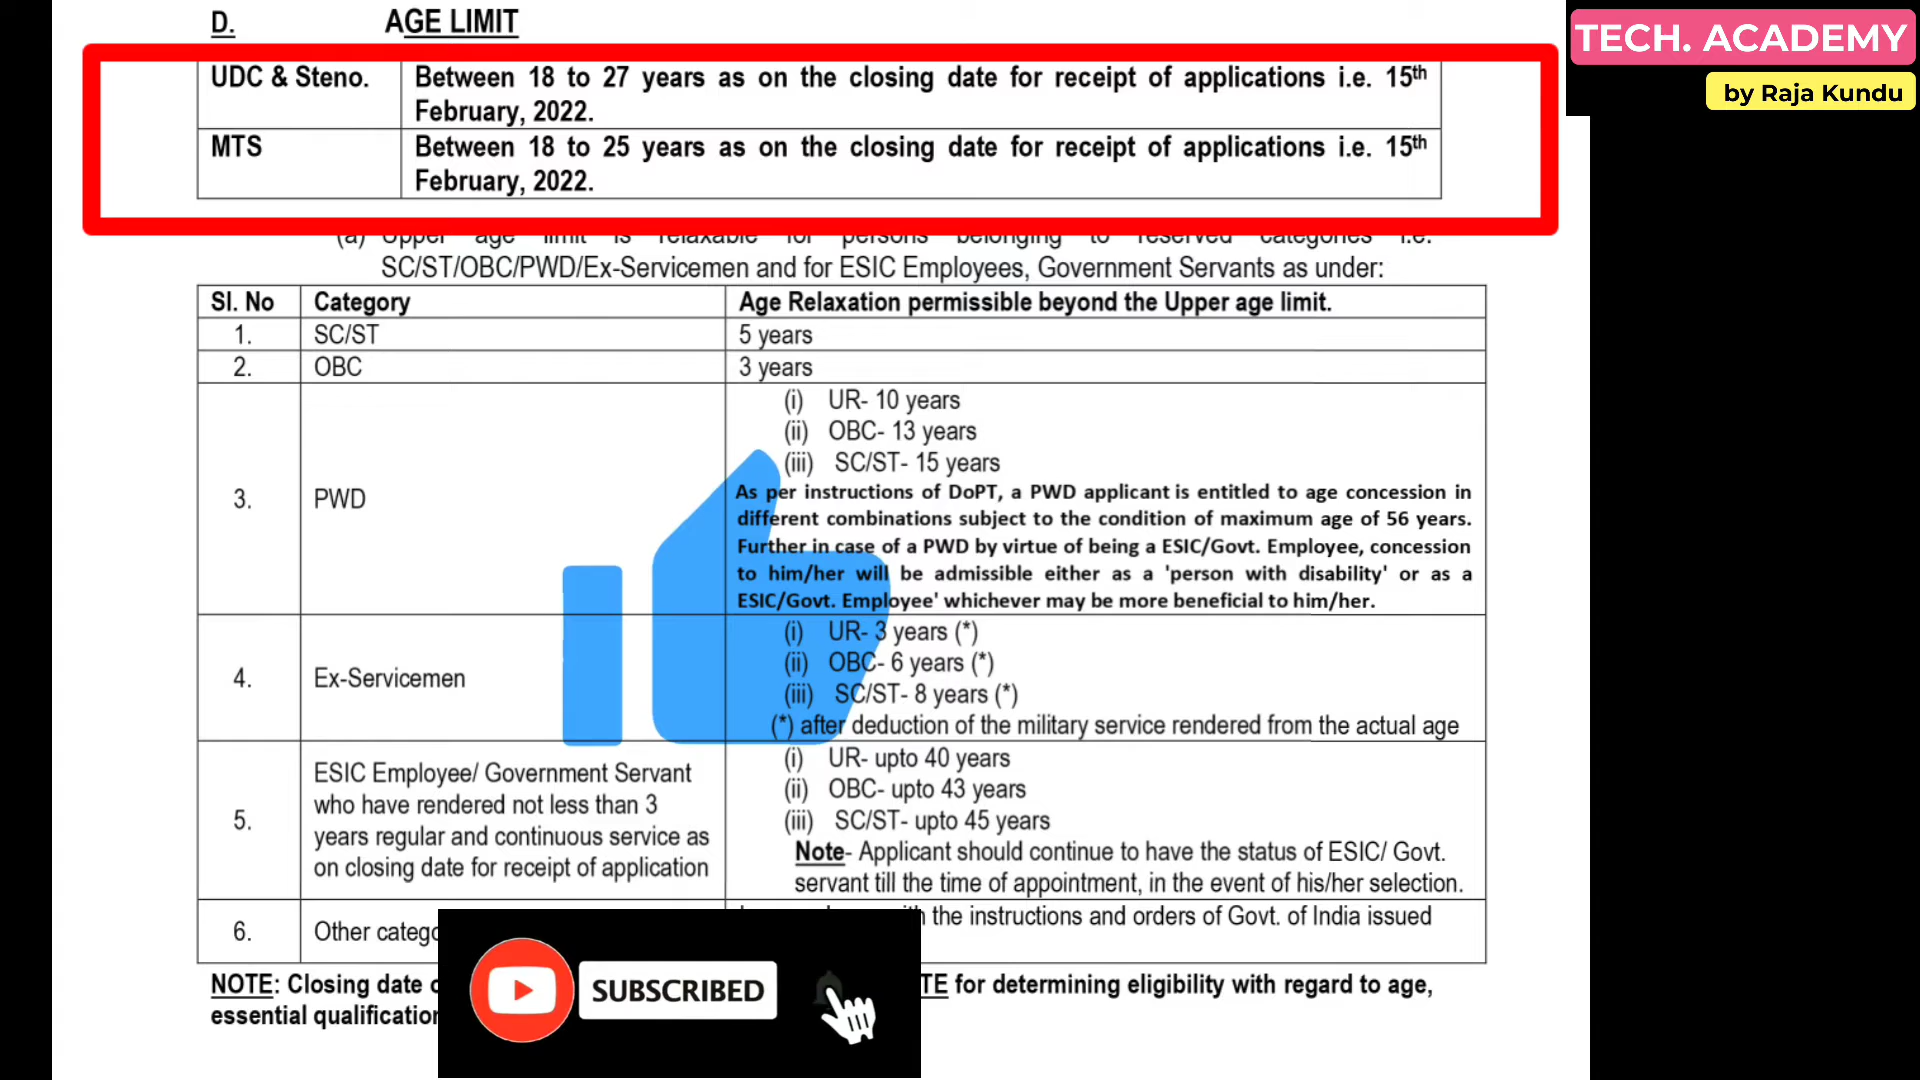 D. AGE LIMIT
TECH. ACADEMY
by Raja Kundu
UDC & Steno. Between 18 to 27 years as on the closing date for receipt of applications i.e. 15th
February, 2022.
MTS Between 18 to 25 years as on the closing date for receipt of applications i.e. 15th
February, 2022.
(a) Upper age limit is relaxable for persons belonging to reserved categories i.e.
SC/ST/OBC/PWD/Ex-Servicemen and for ESIC Employees, Government Servants as under:
Sl. No Category Age Relaxation permissible beyond the Upper age limit.
1. SC/ST 5 years
2. OBC 3 years
3. PWD
(i) UR- 10 years
(ii) OBC- 13 years
(iii) SC/ST- 15 years
As per instructions of DoPT, a PWD applicant is entitled to age concession in
different combinations subject to the condition of maximum age of 56 years.
Further in case of a PWD by virtue of being a ESIC/Govt. Employee, concession
to him/her will be admissible either as a 'person with disability' or as a
ESIC/Govt. Employee' whichever may be more beneficial to him/her.
4. Ex-Servicemen
(i) UR- 3 years (*)
(ii) OBC- 6 years (*)
(iii) SC/ST- 8 years (*)
(*) after deduction of the military service rendered from the actual age
5. ESIC Employee/ Government Servant
who have rendered not less than 3
years regular and continuous service as
on closing date for receipt of application
(i) UR- upto 40 years
(ii) OBC- upto 43 years
(iii) SC/ST- upto 45 years
Note- Applicant should continue to have the status of ESIC/ Govt.
servant till the time of appointment, in the event of his/her selection.
6. Other the instructions and orders of Govt. of India issued
NOTE: Closing date for determining eligibility with regard to age,
essential
SUBSCRIBED